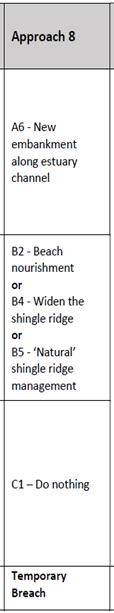 Approach 8
A6 - New
embankment
along estuary
channel
B2 - Beach
nourishment
or
B4 - Widen the
shingle ridge
or
B5 - ‘Natural’
shingle ridge
management
C1 – Do nothing
Temporary
Breach